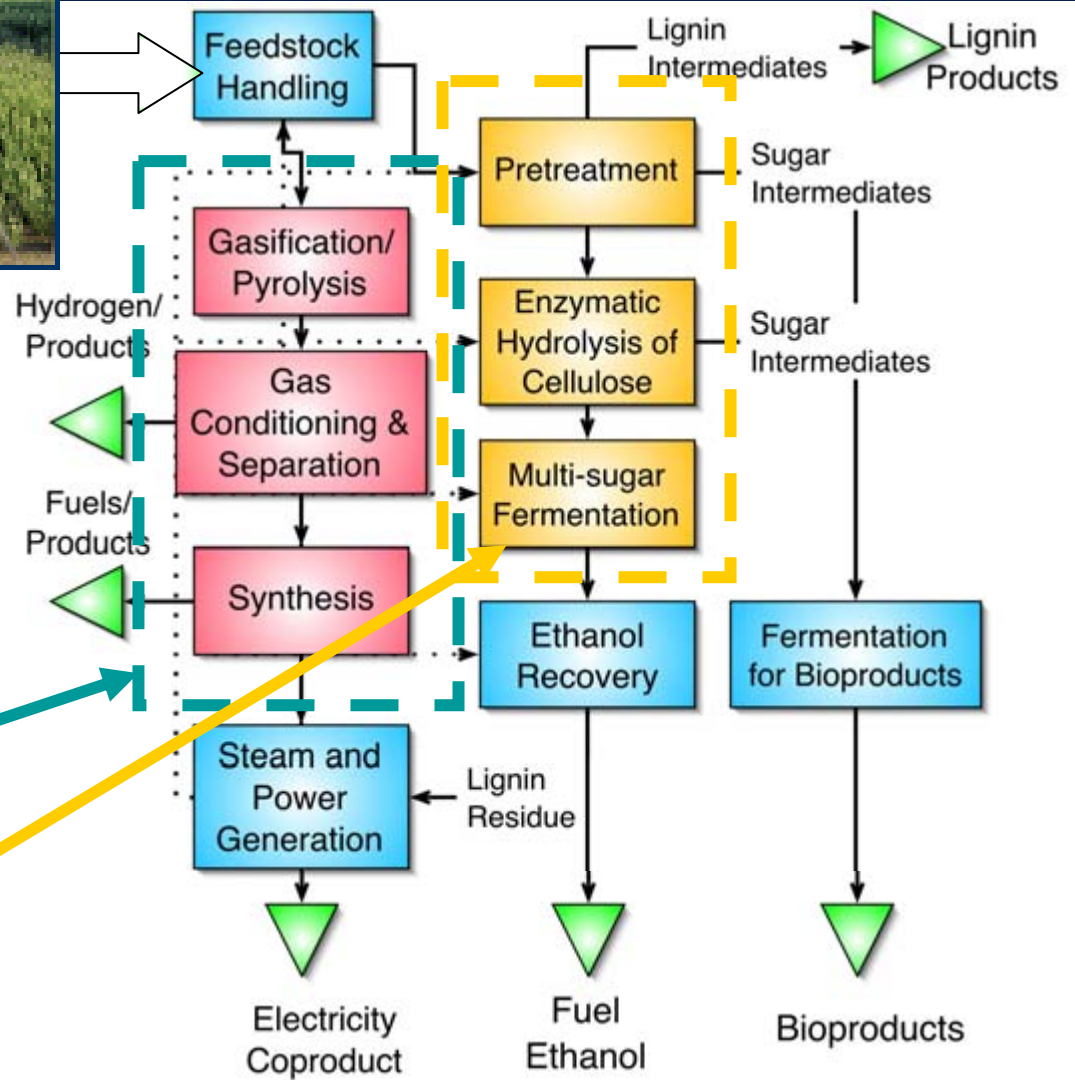 Feedstock
Handling
Lignin
Intermediates
Lignin
Products
Pretreatment
Sugar
Intermediates
Gasification/
Pyrolysis
Hydrogen/
Products
Enzymatic
Hydrolysis of
Cellulose
Sugar
Intermediates
Gas
Conditioning &
Separation
Multi-sugar
Fermentation
Fuels/
Products
Synthesis
Ethanol
Recovery
Fermentation
for Bioproducts
Steam and
Power
Generation
Lignin
Residue
Electricity
Coproduct
Fuel
Ethanol
Bioproducts